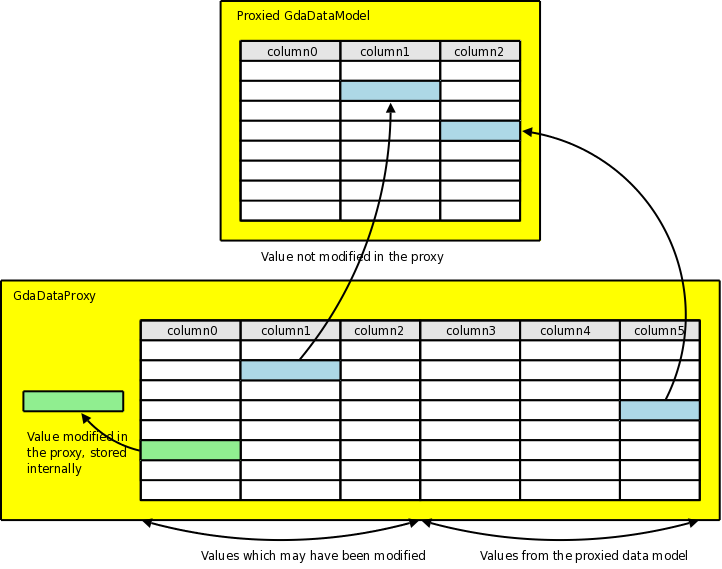 Proxied GdaDataModel
column0 column1 column2
Value not modified in the proxy
GdaDataProxy
column0 column1 column2 column3 column4 column5
Value modified in
the proxy, stored
internally
Values which may have been modified
Values from the proxied data model